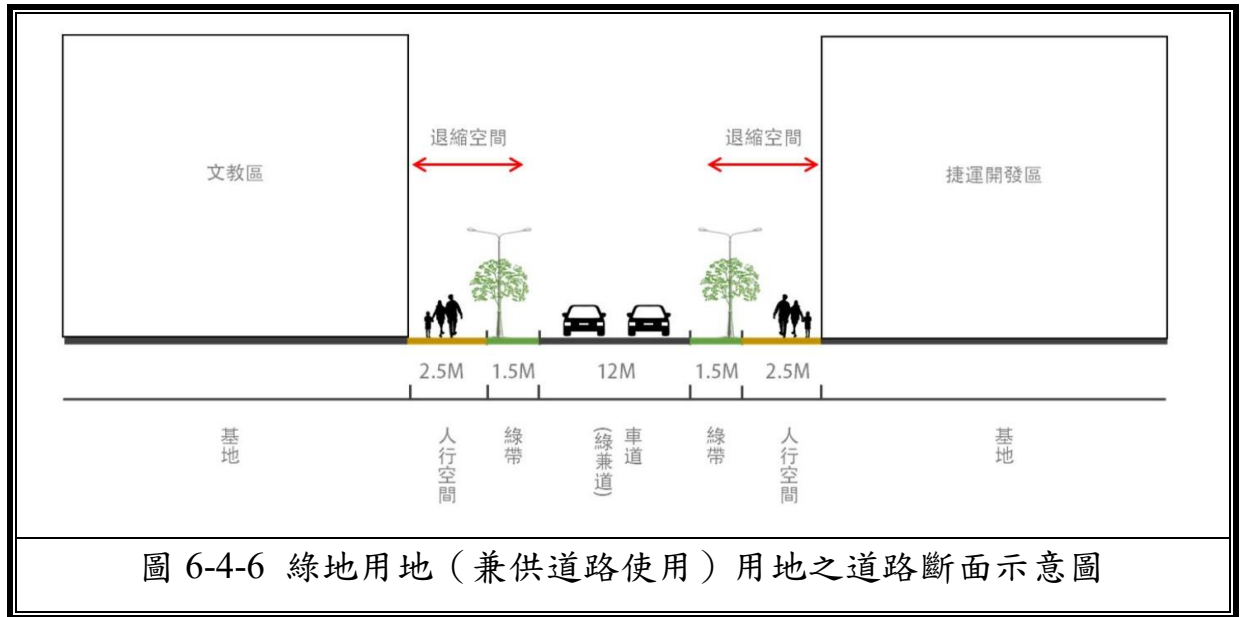 退縮空間
退縮空間
文教區
捷運開發區
2.5M
1.5M
12M
1.5M
2.5M
基地
人行空間
綠帶
車道
(綠兼道)
綠帶
人行空間
基地
圖 6-4-6 綠地用地（兼供道路使用）用地之道路斷面示意圖